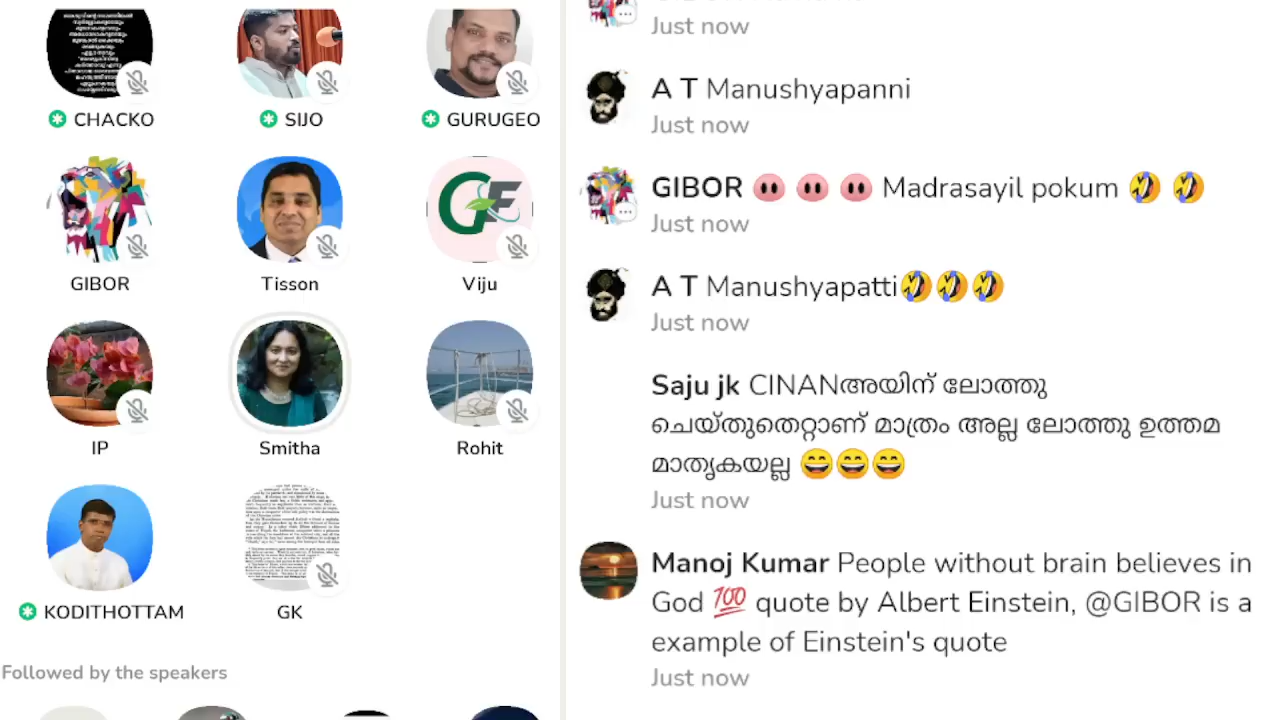 CHACKO SIJO GURUGEO
GIBOR Tisson Viju
IP Smitha Rohit
KODITHOTTAM GK
Followed by the speakers
Just now
A T Manushyapanni
Just now
GIBOR 🐽 🐽 🐽 Madrasayil pokum 🤣 🤣
Just now
A T Manushyapatti🤣🤣🤣
Just now
Saju jk CINANഅയിന് ലോത്തു
ചെയ്തുതെറ്റാണ് മാത്രം അല്ല ലോത്തു ഉത്തമ
മാതൃകയല്ല 😄😄😄
Just now
Manoj Kumar People without brain believes in
God 💯 quote by Albert Einstein, @GIBOR is a
example of Einstein's quote
Just now